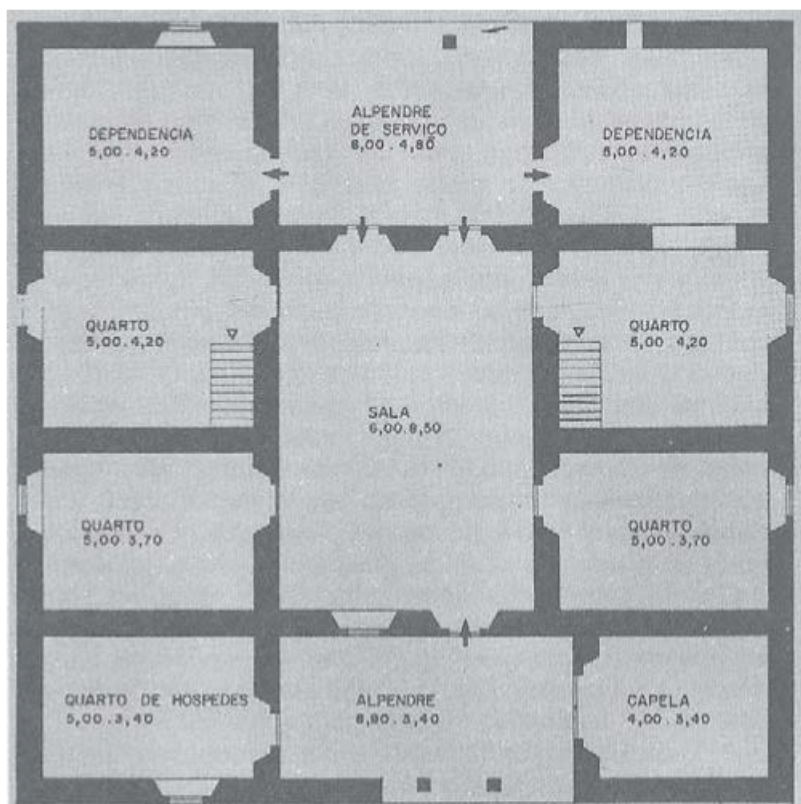 DEPENDENCIA
5,00.4,20
ALPENDRE
DE SERVIÇO
6,00.4,80
DEPENDENCIA
5,00.4,20
QUARTO
5,00.4,20
QUARTO
5,00.4,20
SALA
6,00.8,50
QUARTO
5,00.3,70
QUARTO
5,00.3,70
QUARTO DE HOSPEDES
5,00.3,40
ALPENDRE
6,90.3,40
CAPELA
4,00.3,40